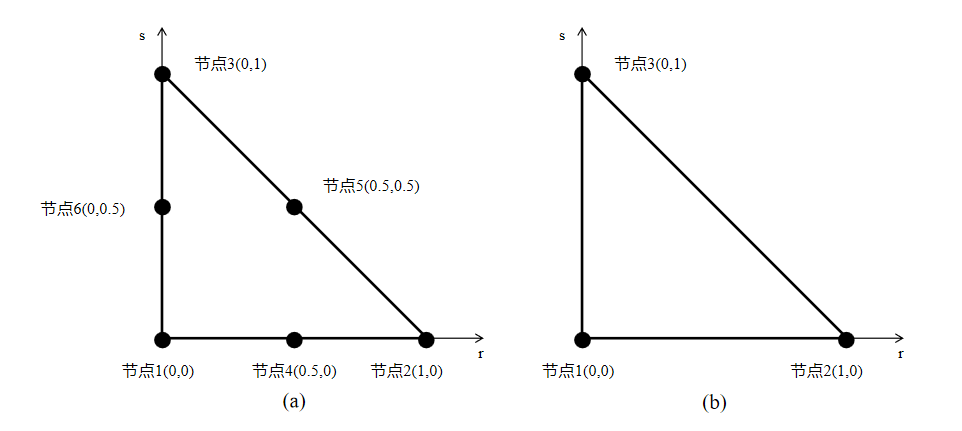 s
节点3(0,1)
节点5(0.5,0.5)
节点6(0,0.5)
r
节点1(0,0)
节点4(0.5,0)
节点2(1,0)
(a)
s
节点3(0,1)
r
节点1(0,0)
节点2(1,0)
(b)